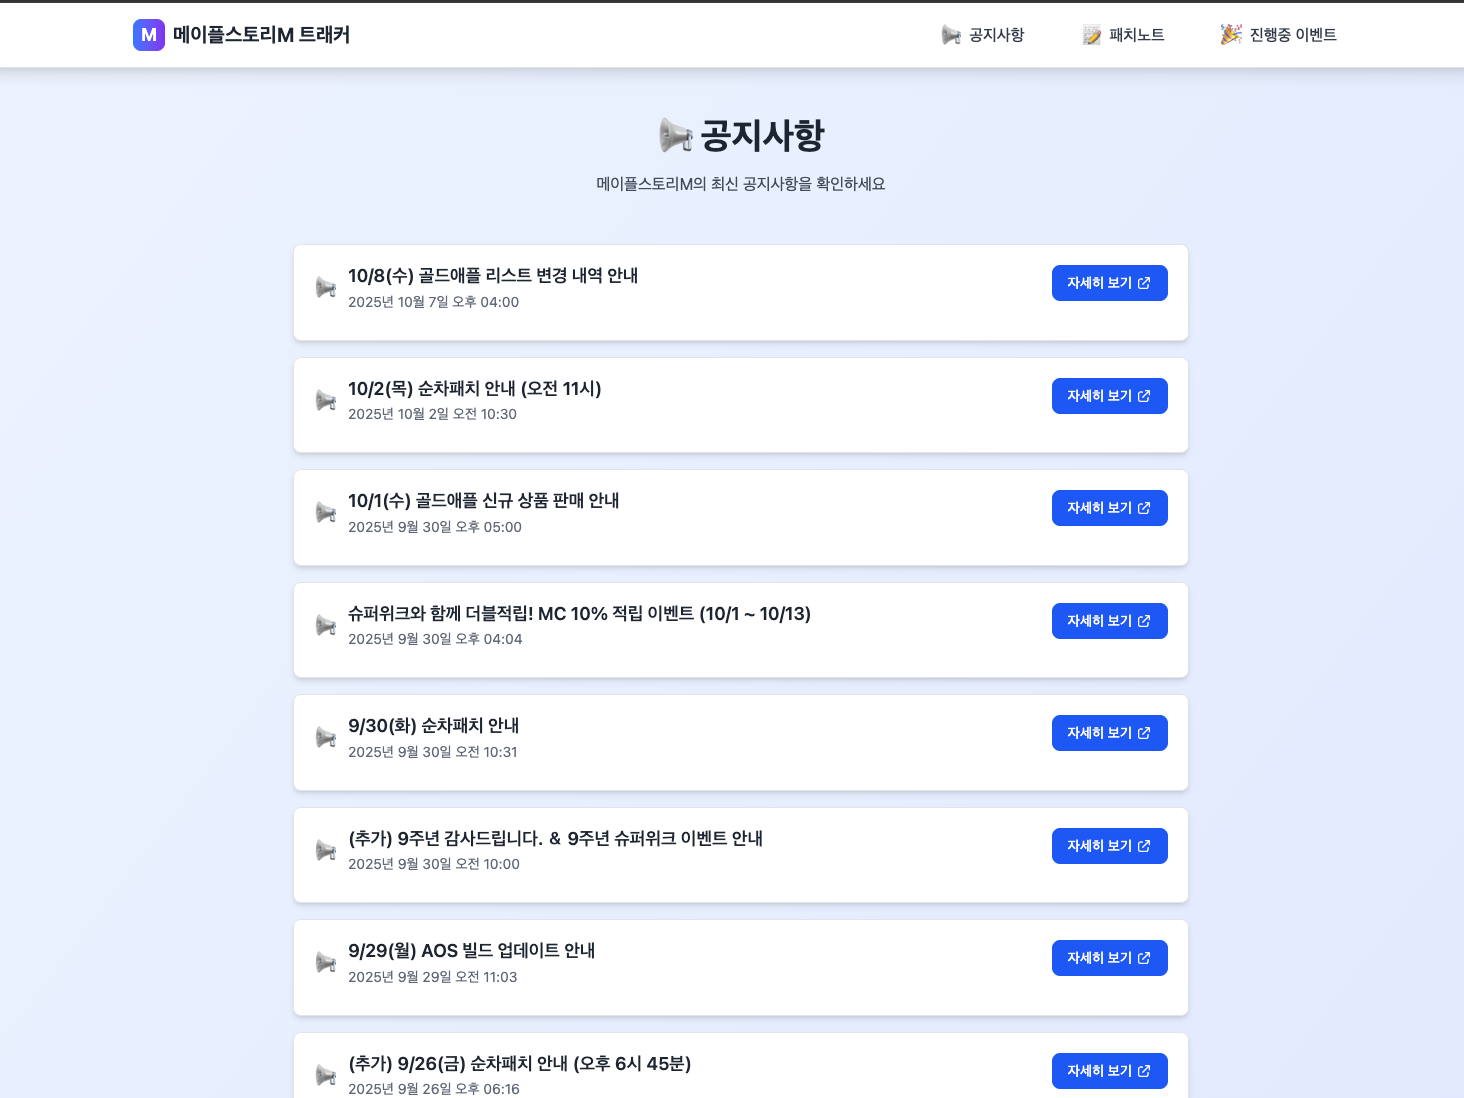 M 메이플스토리M 트래커
공지사항 패치노트 진행중 이벤트
공지사항
메이플스토리M의 최신 공지사항을 확인하세요
10/8(수) 골드애플 리스트 변경 내역 안내
2025년 10월 7일 오후 04:00
자세히 보기
10/2(목) 순차패치 안내 (오전 11시)
2025년 10월 2일 오전 10:30
자세히 보기
10/1(수) 골드애플 신규 상품 판매 안내
2025년 9월 30일 오후 05:00
자세히 보기
슈퍼위크와 함께 더블적립! MC 10% 적립 이벤트 (10/1 ~ 10/13)
2025년 9월 30일 오후 04:04
자세히 보기
9/30(화) 순차패치 안내
2025년 9월 30일 오전 10:31
자세히 보기
(추가) 9주년 감사드립니다. & 9주년 슈퍼위크 이벤트 안내
2025년 9월 30일 오전 10:00
자세히 보기
9/29(월) AOS 빌드 업데이트 안내
2025년 9월 29일 오전 11:03
자세히 보기
(추가) 9/26(금) 순차패치 안내 (오후 6시 45분)
2025년 9월 26일 오후 06:16
자세히 보기